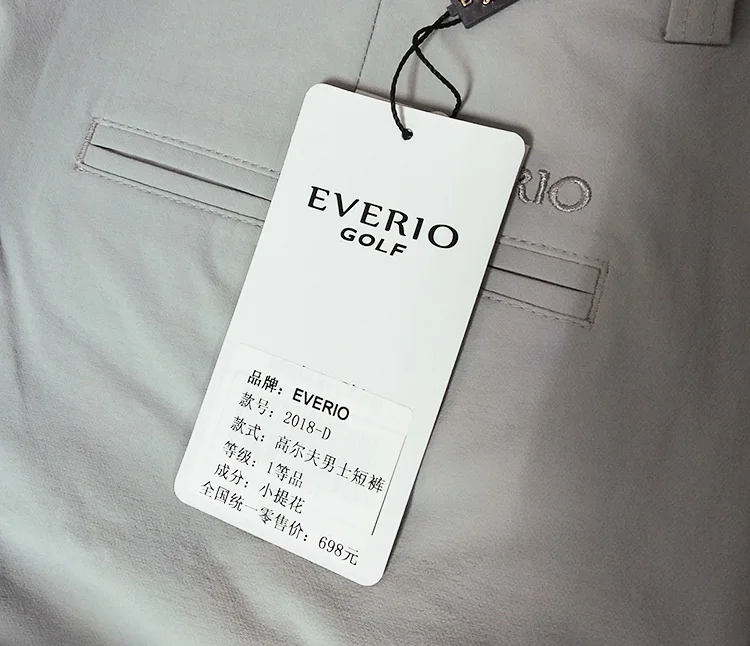 RIO
EVERIO
GOLF
品牌: EVERIO
款号: 2018-D
款式: 高尔夫男士短裤
等级: 1等品
成分: 小提花
全国统一零售价: 698元